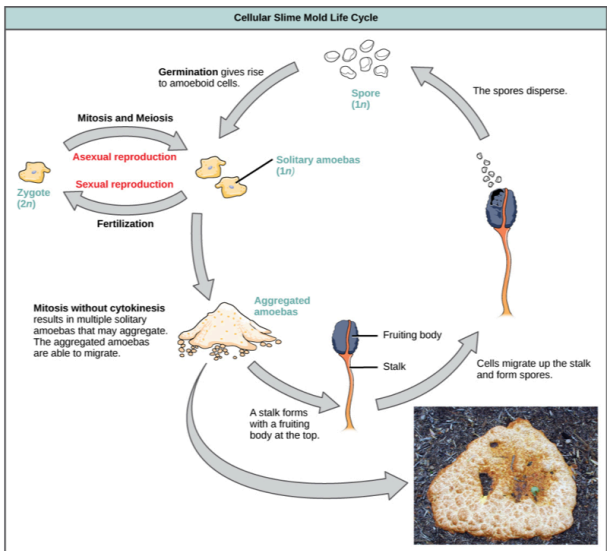 Cellular Slime Mold Life Cycle
Germination gives rise
to amoeboid cells.
Spore
(1n)
The spores disperse.
Mitosis and Meiosis
Asexual reproduction
Sexual reproduction
Fertilization
Zygote
(2n)
Solitary amoebas
(1n)
Mitosis without cytokinesis
results in multiple solitary
amoebas that may aggregate.
The aggregated amoebas
are able to migrate.
Aggregated
amoebas
Fruiting body
Stalk
A stalk forms
with a fruiting
body at the top.
Cells migrate up the stalk
and form spores.